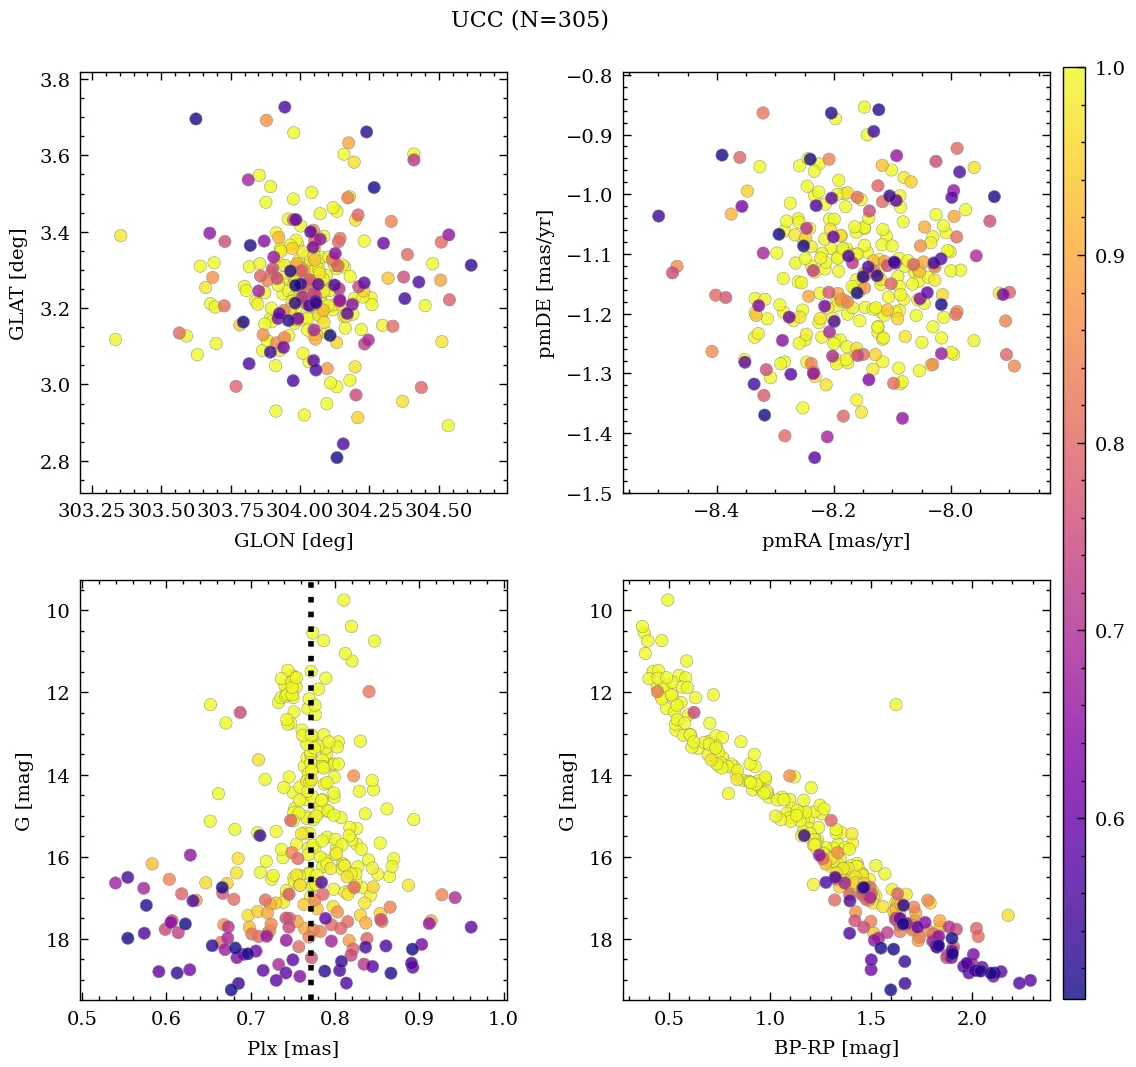 UCC (N=305)
3.8
3.6
3.4
3.2
3.0
2.8
GLAT [deg]
303.25 303.50 303.75 304.00 304.25 304.50
GLON [deg]
−0.8
−0.9
−1.0
−1.1
−1.2
−1.3
−1.4
−1.5
pmDE [mas/yr]
−8.4 −8.2 −8.0
pmRA [mas/yr]
1.0
0.9
0.8
0.7
0.6
10
12
14
16
18
G [mag]
0.5 0.6 0.7 0.8 0.9 1.0
Plx [mas]
10
12
14
16
18
G [mag]
0.5 1.0 1.5 2.0
BP-RP [mag]